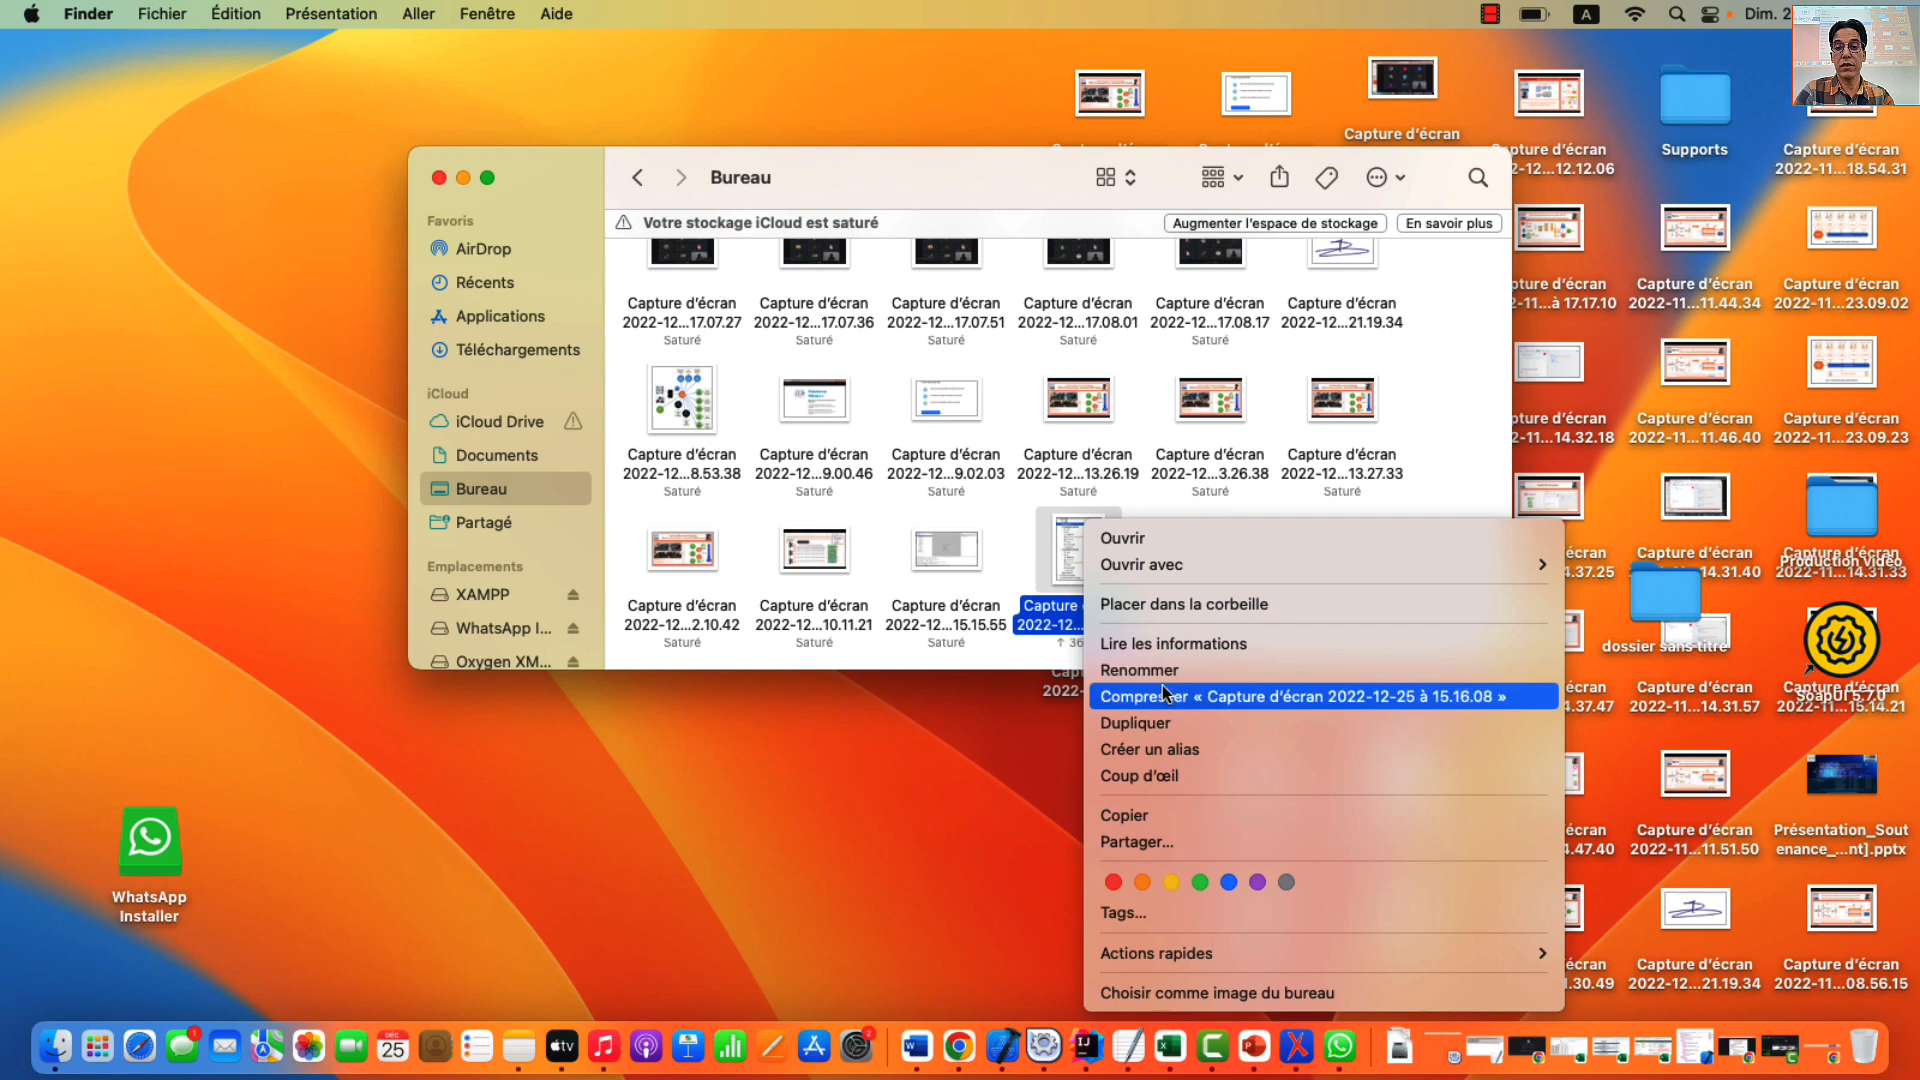 Finder Fichier Édition Présentation Aller Fenêtre Aide
A
Dim. 2
Capture d'écran
Supports
Capture d'écran
2022-11...18.54.31
pture d'écran
2-12...12.12.06
Bureau
Votre stockage iCloud est saturé
Augmenter l'espace de stockage
En savoir plus
Favoris
AirDrop
Récents
Applications
Téléchargements
iCloud
iCloud Drive
Documents
Bureau
Partagé
Emplacements
XAMPP
WhatsApp I...
Oxygen XM...
Capture d'écran Capture d'écran Capture d'écran Capture d'écran Capture d'écran Capture d'écran
2022-12...17.07.27 2022-12...17.07.36 2022-12...17.07.51 2022-12...17.08.01 2022-12...17.08.17 2022-12...21.19.34
Saturé Saturé Saturé Saturé Saturé
Capture d'écran Capture d'écran Capture d'écran Capture d'écran Capture d'écran Capture d'écran
2022-12...8.53.38 2022-12...9.00.46 2022-12...9.02.03 2022-12...13.26.19 2022-12...3.26.38 2022-12...13.27.33
Saturé Saturé Saturé Saturé Saturé Saturé
Capture d'écran Capture d'écran Capture d'écran Capture
2022-12...2.10.42 2022-12...10.11.21 2022-12...15.15.55 2022-12...
Saturé Saturé Saturé
Ouvrir
Ouvrir avec
Placer dans la corbeille
Lire les informations
Renommer
Compresser « Capture d'écran 2022-12-25 à 15.16.08 »
Dupliquer
Créer un alias
Coup d'œil
Copier
Partager...
Tags...
Actions rapides
Choisir comme image du bureau
pture d'écran Capture d'écran Capture d'écran
2-11...à 17.17.10 2022-11...11.44.34 2022-11...23.09.02
pture d'écran Capture d'écran Capture d'écran
2-11...14.32.18 2022-11...11.46.40 2022-11...23.09.23
écran Capture d'écran Capture d'écran
4.37.25 2022-11...14.31.40 2022-11...14.31.33
Production Vidéo
dossier sans titre
écran Capture d'écran Capture d'écran
4.37.47 2022-11...14.31.57 2022-11...15.14.21
SoapUI 5.7.0
écran Capture d'écran Présentation_Sout
4.47.40 2022-11...11.51.50 enance_...nt].pptx
écran Capture d'écran Capture d'écran
1.30.49 2022-12...21.19.34 2022-11...08.56.15
WhatsApp
Installer
1
DÉC
25
tv
2